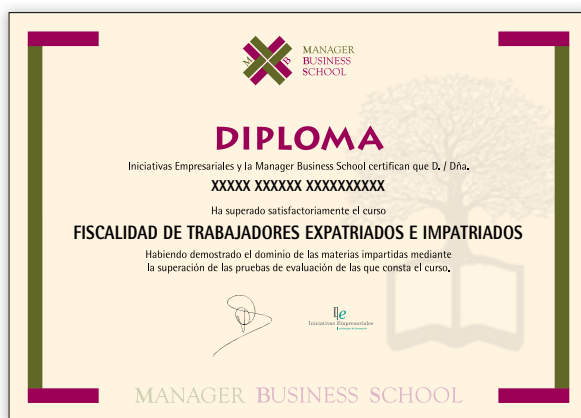 M B
MANAGER
BUSINESS
SCHOOL
DIPLOMA
Iniciativas Empresariales y la Manager Business School certifican que D. / Dña.
XXXXX XXXXXX XXXXXXXXXX
Ha superado satisfactoriamente el curso
FISCALIDAD DE TRABAJADORES EXPATRIADOS E IMPATRIADOS
Habiendo demostrado el dominio de las materias impartidas mediante
la superación de las pruebas de evaluación de las que consta el curso.
Ie
Iniciativas Empresariales
MANAGER BUSINESS SCHOOL